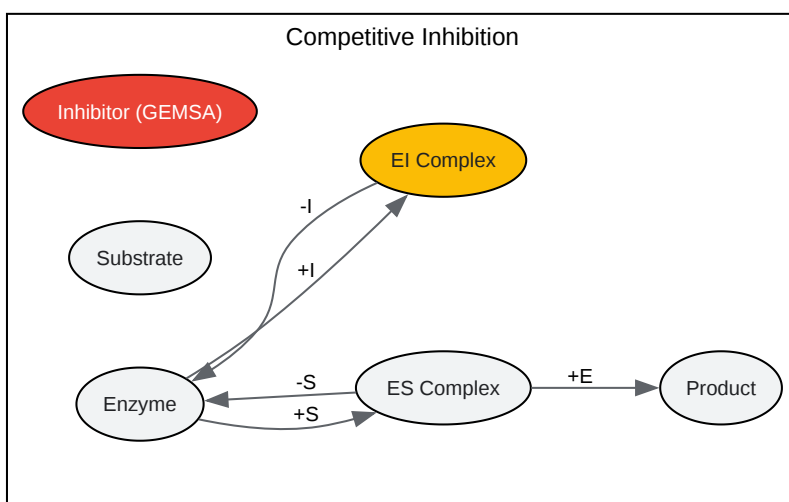 Competitive Inhibition
Inhibitor (GEMSA)
EI Complex
-I
Substrate
+I
Enzyme
-S
+S
ES Complex
+E
Product